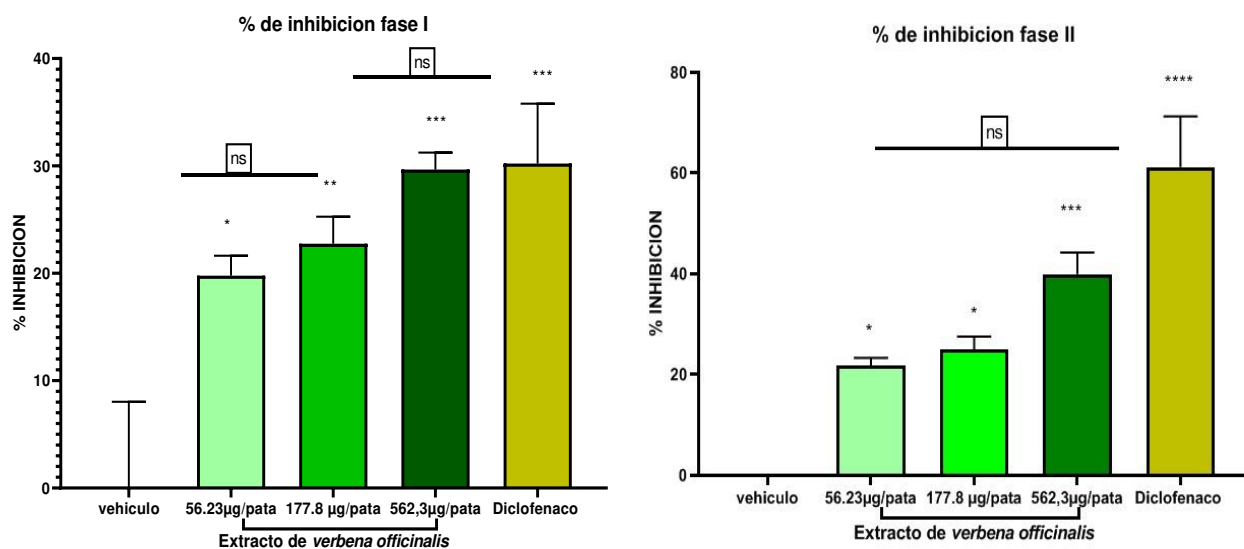 % de inhibicion fase I
40
30
20
10
0
% INHIBICION
ns
ns
*
**
***
***
vehiculo
56.23µg/pata
177.8 µg/pata
562,3µg/pata
Diclofenaco
Extracto de verbena officinalis
% de inhibicion fase II
80
60
40
20
0
% INHIBICION
ns
*
*
***
****
vehiculo
56.23µg/pata
177.8 µg/pata
562,3µg/pata
Diclofenaco
Extracto de verbena officinalis